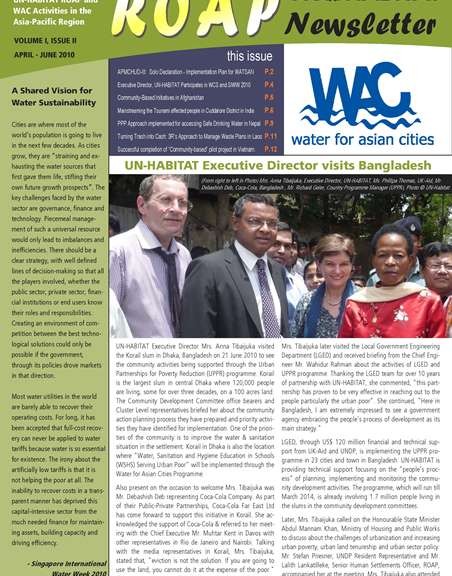 UN-HABITAT ROAP and
WAC Activities in the
Asia-Pacific Region
VOLUME I, ISSUE II
APRIL - JUNE 2010
ROAP
Newsletter
this issue
APMCHUD-III: Solo Declaration - Implementation Plan for WATSAN P.2
Executive Director, UN-HABITAT Participates in WCS and SWIW 2010 P.4
Community-Based Initiatives in Afghanistan P.5
Mainstreaming the Tsunami effected people in Cuddalore District in India P.6
PPP Approach implemented for accessing Safe Drinking Water in Nepal P.9
Turning Trash into Cash: 3R's Approach to Manage Waste Plans in Laos P.11
Successful completion of "Community-based" pilot project in Vietnam P.12
WAC
water for asian cities
A Shared Vision for
Water Sustainability
Cities are where most of the
world's population is going to live
in the next few decades. As cities
grow, they are "straining and ex-
hausting the water sources that
first gave them life, stifling their
own future growth prospects". The
key challenges faced by the water
sector are governance, finance and
technology. Piecemeal manage-
ment of such a universal resource
would only lead to imbalances and
inefficiencies. There should be a
clear strategy, with well defined
lines of decision-making so that all
the players involved, whether the
public sector, private sector, finan-
cial institutions or end users know
their roles and responsibilities.
Creating an environment of com-
petition between the best techno-
logical solutions could only be
possible if the government,
through its policies drove markets
in that direction.
Most water utilities in the world
are barely able to recover their
operating costs. For long, it has
been accepted that full-cost recov-
ery can never be applied to water
tariffs because water is so essential
for existence. The irony about the
artificially low tariffs is that it is
not helping the poor at all. The
inability to recover costs in a trans-
parent manner has deprived this
capital-intensive sector from the
much needed finance for maintain-
ing assets, building capacity and
driving efficiency.
- Singapore International
Water Week 2010
UN-HABITAT Executive Director visits Bangladesh
(From right to left in Photo) Mrs. Anna Tibaijuka, Executive Director, UN-HABITAT, Ms. Phillipa Thomas, UK-Aid, Mr.
Debashish Deb, Coca-Cola, Bangladesh, Mr. Richard Geier, Country Programme Manager (UPPR). Photo @ UN-Habitat
UN-HABITAT Executive Director Mrs. Anna Tibaijuka visited
the Korail slum in Dhaka, Bangladesh on 21 June 2010 to see
the community activities being supported through the Urban
Partnerships for Poverty Reduction (UPPR) programme. Korail
is the largest slum in central Dhaka where 120,000 people
are living, some for over three decades, on a 100 acres land.
The Community Development Committee office bearers and
Cluster level representatives briefed her about the community
action planning process they have prepared and priority activi-
ties they have identified for implementation. One of the priori-
ties of the community is to improve the water & sanitation
situation in the settlement. Korail in Dhaka is also the location
where "Water, Sanitation and Hygiene Education in Schools
(WSHS) Serving Urban Poor" will be implemented through the
Water for Asian Cities Programme
Also present on the occasion to welcome Mrs. Tibaijuka was
Mr. Debashish Deb representing Coca-Cola Company. As part
of their Public-Private Partnerships, Coca-Cola Far East Ltd
has come forward to support this initiative in Korail. She ac-
knowledged the support of Coca-Cola & referred to her meet-
ing with the Chief Executive Mr. Muhtar Kent in Davos with
other representatives in Rio de Janeiro and Nairobi. Talking
with the media representatives in Korail, Mrs. Tibaijuka,
stated that, "eviction is not the solution. If you are going to
use the land, you cannot do it at the expense of the poor."
Mrs. Tibaijuka later visited the Local Government Engineering
Department (LGED) and received briefing from the Chief Engi-
neer Mr. Wahidur Rahman about the activities of LGED and
UPPR programme. Thanking the LGED team for over 10 years
of partnership with UN-HABITAT, she commented, "this part-
nership has proven to be very effective in reaching out to the
people particularly the urban poor" She continued, "Here in
Bangladesh, I am extremely impressed to see a government
agency embracing the people's process of development as its
main strategy."
LGED, through US$ 120 million financial and technical sup-
port from UK-Aid and UNDP, is implementing the UPPR pro-
gramme in 23 cities and town in Bangladesh. UN-HABITAT is
providing technical support focusing on the "people's proc-
ess" of planning, implementing and monitoring the commu-
nity development activities. The programme, which will run till
March 2014, is already involving 1.7 million people living in
the slums in the community development committees.
Later, Mrs. Tibaijuka called on the Honourable State Minister
Abdul Mannan Khan, Ministry of Housing and Public Works
to discuss about the challenges of urbanization and increasing
urban poverty, urban land tenureship and urban sector policy.
Mr. Stefan Priesner, UNDP Resident Representative and Mr
Lalith Lankatilleke, Senior Human Settlements Officer, ROAP,
accompanied her at the meeting. Mrs. Tibaijuka also attended